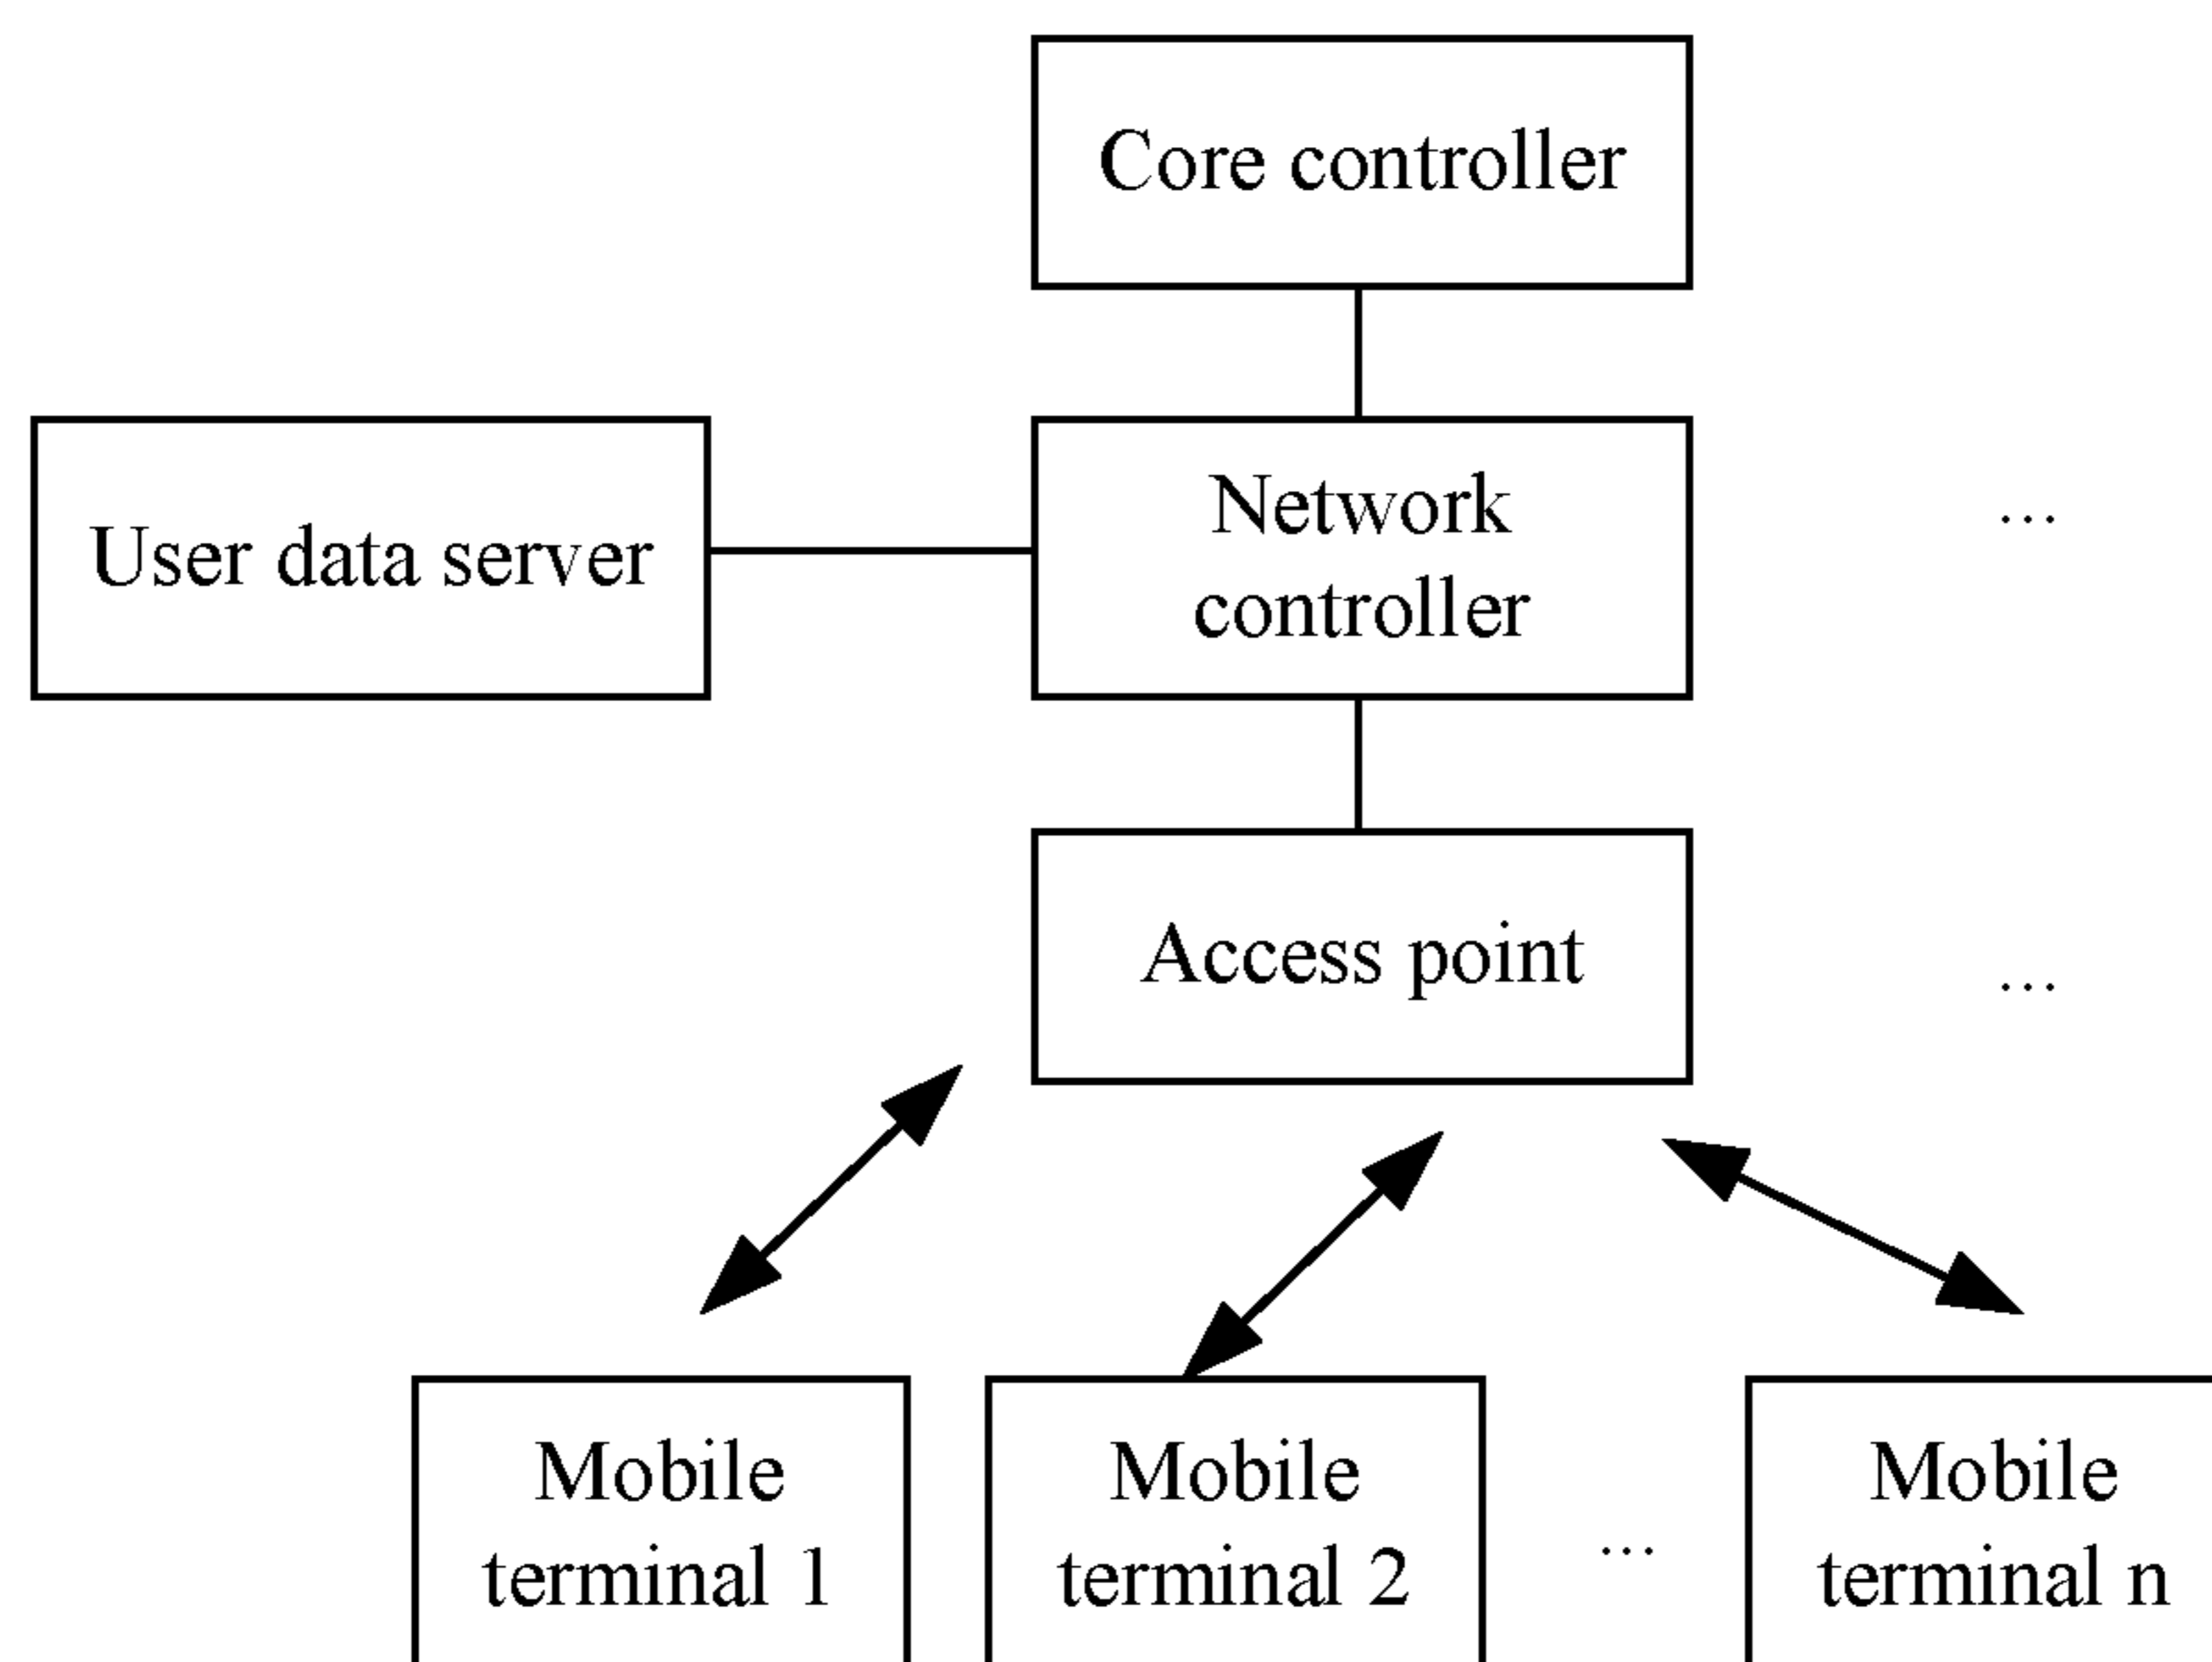 Core controller
User data server
Network
controller
...
Access point
...
Mobile
terminal 1
Mobile
terminal 2
...
Mobile
terminal n